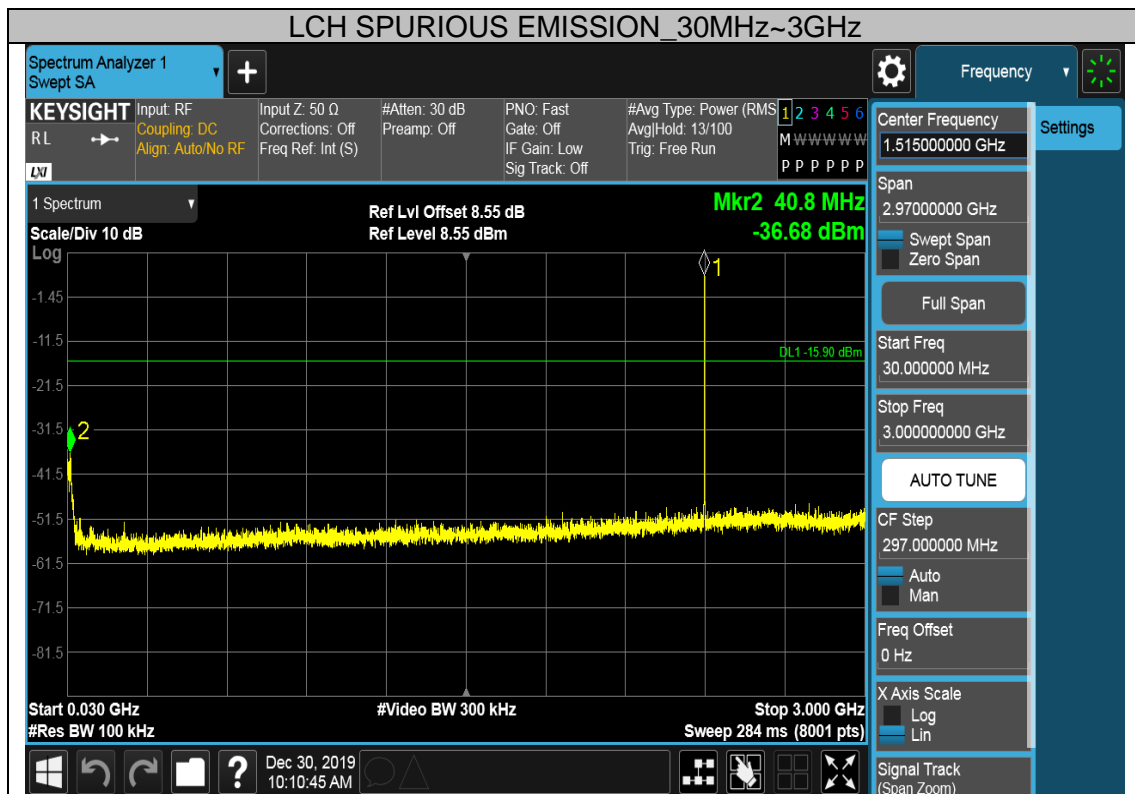 LCH SPURIOUS EMISSION_30MHz~3GHz
Spectrum Analyzer 1
Swept SA
Frequency
KEYSIGHT
RL
LXI
Input: RF
Coupling: DC
Align: Auto/No RF
Input Z: 50 Ω
Corrections: Off
Freq Ref: Int (S)
#Atten: 30 dB
Preamp: Off
PNO: Fast
Gate: Off
IF Gain: Low
Sig Track: Off
#Avg Type: Power (RMS
Avg|Hold: 13/100
Trig: Free Run
1 2 3 4 5 6
M W W W W W
P P P P P P
1 Spectrum
Scale/Div 10 dB
Log
Ref Lvl Offset 8.55 dB
Ref Level 8.55 dBm
Mkr2 40.8 MHz
-36.68 dBm
1
-1.45
-11.5
DL1 -15.90 dBm
-21.5
-31.5
2
-41.5
-51.5
-61.5
-71.5
-81.5
Start 0.030 GHz
#Video BW 300 kHz
Stop 3.000 GHz
#Res BW 100 kHz
Sweep 284 ms (8001 pts)
Dec 30, 2019
10:10:45 AM
Center Frequency
1.515000000 GHz
Settings
Span
2.97000000 GHz
Swept Span
Zero Span
Full Span
Start Freq
30.000000 MHz
Stop Freq
3.000000000 GHz
AUTO TUNE
CF Step
297.000000 MHz
Auto
Man
Freq Offset
0 Hz
X Axis Scale
Log
Lin
Signal Track
(Span Zoom)